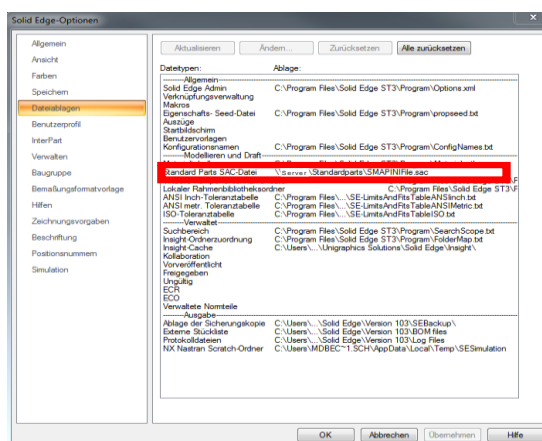 Solid Edge-Optionen
Allgemein
Ansicht
Farben
Speichern
Dateiablagen
Benutzerprofil
InterPart
Verwalten
Baugruppe
Bemaßungsformatvorlage
Hilfen
Zeichnungsvorgaben
Beschriftung
Positionsnummern
Simulation
Aktualisieren Ändern... Zurücksetzen Alle zurücksetzen
Dateitypen: Ablage:
Allgemein
Solid Edge Admin C:\Program Files\Solid Edge ST3\Program\Options.xml
Verknüpfungsverwaltung
Makros
Eigenschafts- Seed-Datei C:\Program Files\Solid Edge ST3\Program\propseed.txt
Auszüge
Startbildschirm
Benutzervorlagen
Konfigurationsnamen C:\Program Files\Solid Edge ST3\Program\ConfigNames.txt
Modellieren und Draft
Standard Parts SAC-Datei \\Server\Standardparts\SMAPINIFile.sac
Lokaler Rahmenbibliotheksordner C:\Program Files\Solid Edge ST3\F
ANSI Inch-Toleranztabelle C:\Program Files\...\SE-LimitsAndFitsTableANSIInch.txt
ANSI metr. Toleranztabelle C:\Program Files\...\SE-LimitsAndFitsTableANSIMetric.txt
ISO-Toleranztabelle C:\Program Files\...\SE-LimitsAndFitsTableISO.txt
Verwaltet
Suchbereich C:\Program Files\Solid Edge ST3\Program\SearchScope.txt
Insight-Ordnerzuordnung C:\Program Files\Solid Edge ST3\Program\FolderMap.txt
Insight-Cache C:\Users\...\Unigraphics Solutions\Solid Edge\Insight\
Kollaboration
Vorveröffentlicht
Freigegeben
Ungültig
ECR
ECO
Verwaltete Normteile
Ausgabe
Ablage der Sicherungskopie C:\Users\...\Solid Edge\Version 103\SEBackup\
Externe Stückliste C:\Users\...\Solid Edge\Version 103\BOM files
Protokolldateien C:\Users\...\Solid Edge\Version 103\Log Files
NX Nastran Scratch-Ordner C:\Users\MDBEC~1.SCH\AppData\Local\Temp\SESimulation
OK Abbrechen Übernehmen Hilfe